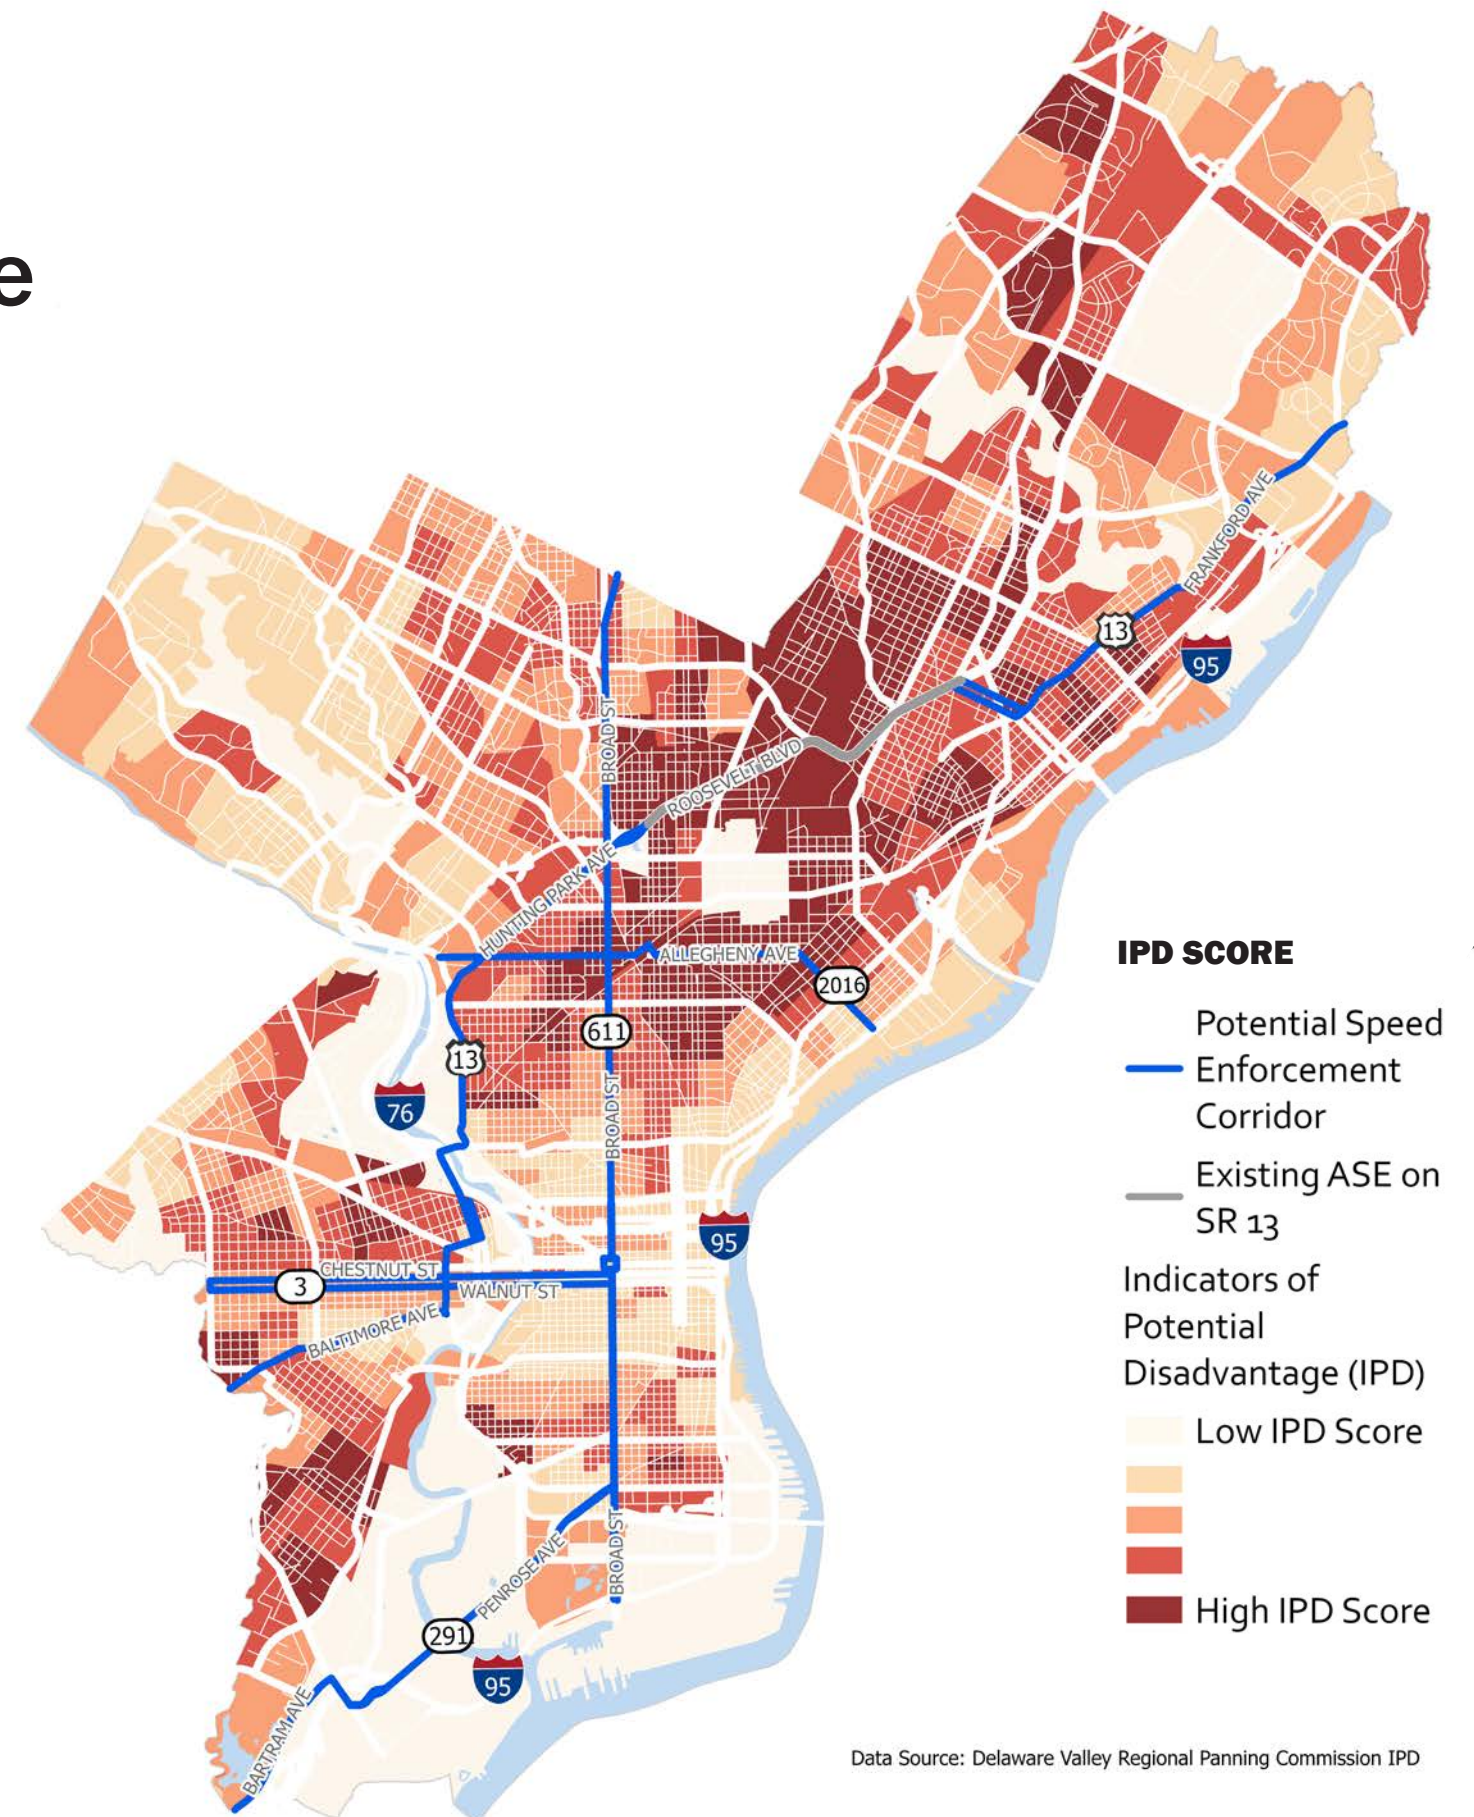 e
FRANKFORD AVE
13
95
BROAD ST
ROOSEVELT BLVD
HUNTING PARK AVE
ALLEGHENY AVE
2016
611
13
76
BROAD ST
95
CHESTNUT ST
3
WALNUT ST
BALTIMORE AVE
BROAD ST
PENROSE AVE
291
95
BARTRAM AVE
IPD SCORE
Potential Speed
Enforcement
Corridor
Existing ASE on
SR 13
Indicators of
Potential
Disadvantage (IPD)
Low IPD Score
High IPD Score
Data Source: Delaware Valley Regional Panning Commission IPD